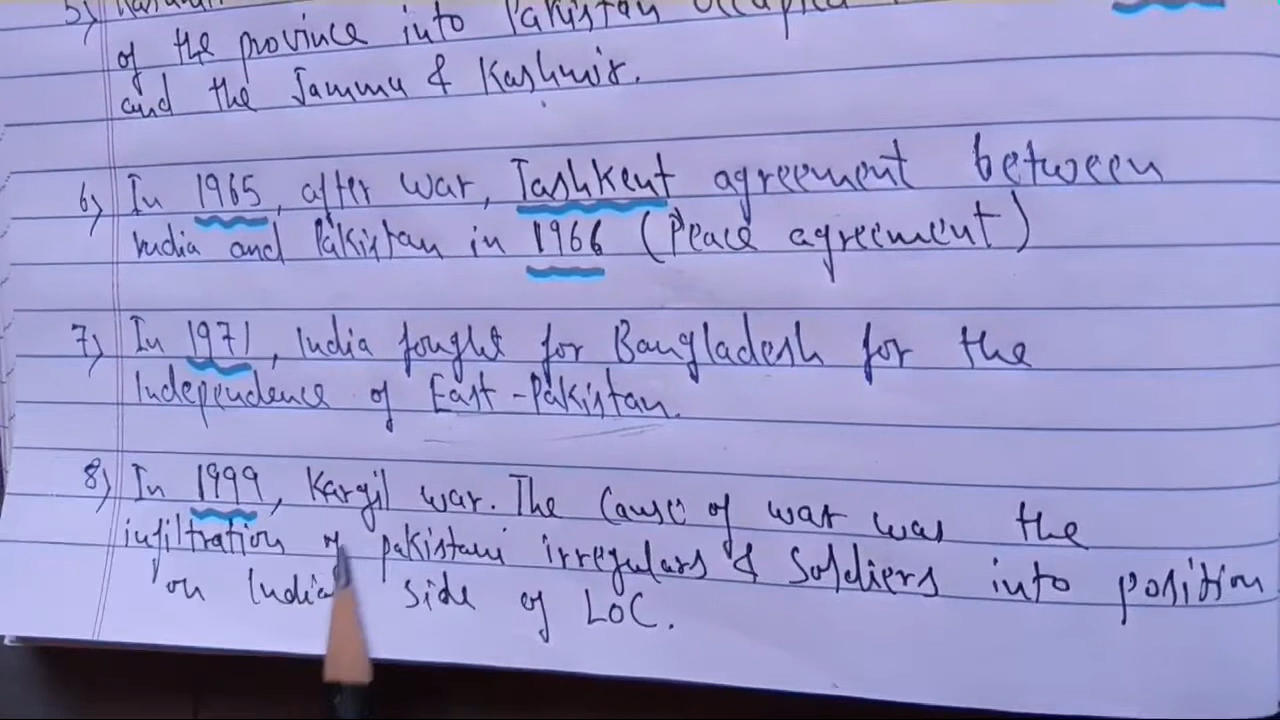 5)
of the province into Pakistan occupied
and the Jammu & Kashmir.
6) In 1965, after war, Tashkent agreement between
India and Pakistan in 1966 (Peace agreement)
7) In 1971, India fought for Bangladesh for the
Independence of East-Pakistan.
8) In 1999, Kargil war. The cause of war was the
infiltration of pakistani irregulars & Soldiers into position
on India side of LOC.